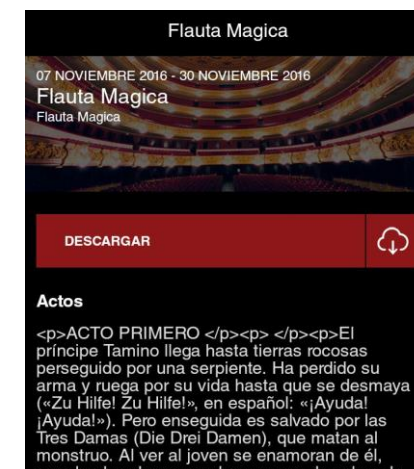 Flauta Magica
07 NOVIEMBRE 2016 - 30 NOVIEMBRE 2016
Flauta Magica
Flauta Magica
DESCARGAR
Actos
<p>ACTO PRIMERO </p><p> </p><p>El
príncipe Tamino llega hasta tierras rocosas
perseguido por una serpiente. Ha perdido su
arma y ruega por su vida hasta que se desmaya
(«Zu Hilfe! Zu Hilfe!», en español: «¡Ayuda!
¡Ayuda!»). Pero enseguida es salvado por las
Tres Damas (Die Drei Damen), que matan al
monstruo. Al ver al joven se enamoran de él,